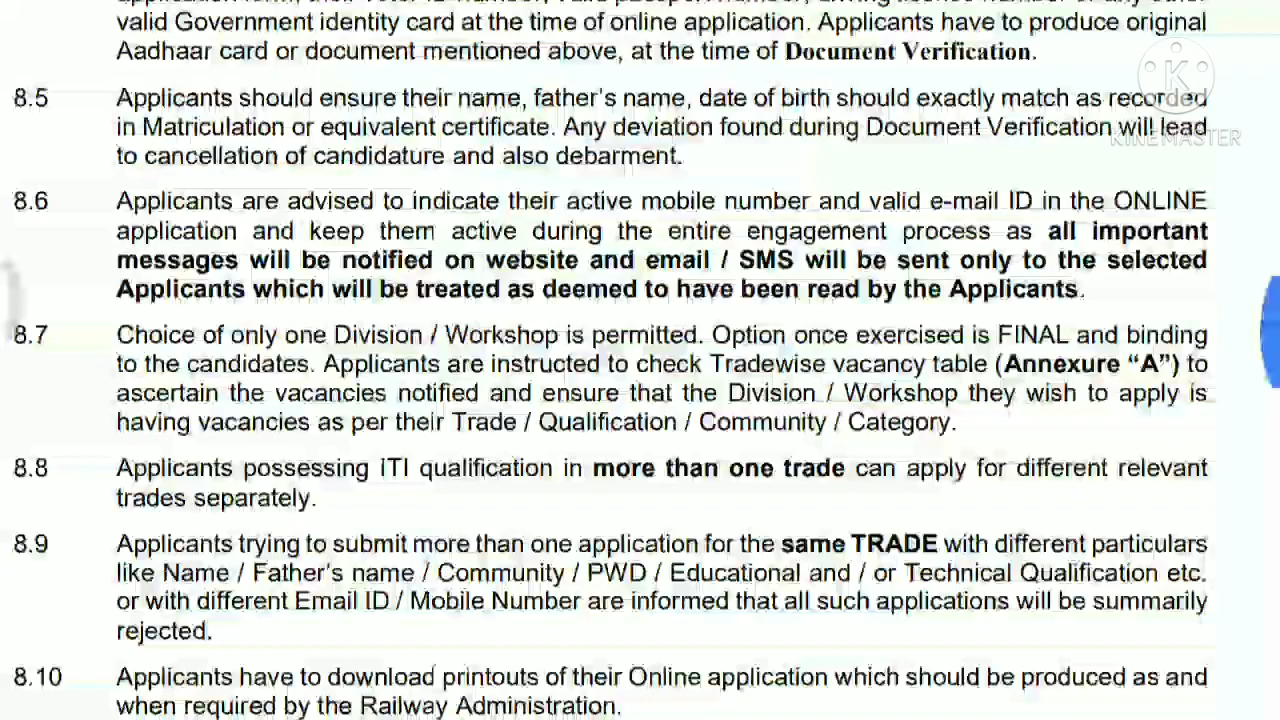 valid Government identity card at the time of online application. Applicants have to produce original
Aadhaar card or document mentioned above, at the time of Document Verification.
8.5 Applicants should ensure their name, father's name, date of birth should exactly match as recorded
in Matriculation or equivalent certificate. Any deviation found during Document Verification will lead
to cancellation of candidature and also debarment.
8.6 Applicants are advised to indicate their active mobile number and valid e-mail ID in the ONLINE
application and keep them active during the entire engagement process as all important
messages will be notified on website and email / SMS will be sent only to the selected
Applicants which will be treated as deemed to have been read by the Applicants.
8.7 Choice of only one Division / Workshop is permitted. Option once exercised is FINAL and binding
to the candidates. Applicants are instructed to check Tradewise vacancy table (Annexure “A”) to
ascertain the vacancies notified and ensure that the Division / Workshop they wish to apply is
having vacancies as per their Trade / Qualification / Community / Category.
8.8 Applicants possessing ITI qualification in more than one trade can apply for different relevant
trades separately.
8.9 Applicants trying to submit more than one application for the same TRADE with different particulars
like Name / Father's name / Community / PWD / Educational and / or Technical Qualification etc.
or with different Email ID / Mobile Number are informed that all such applications will be summarily
rejected.
8.10 Applicants have to download printouts of their Online application which should be produced as and
when required by the Railway Administration.
K
KINEMASTER